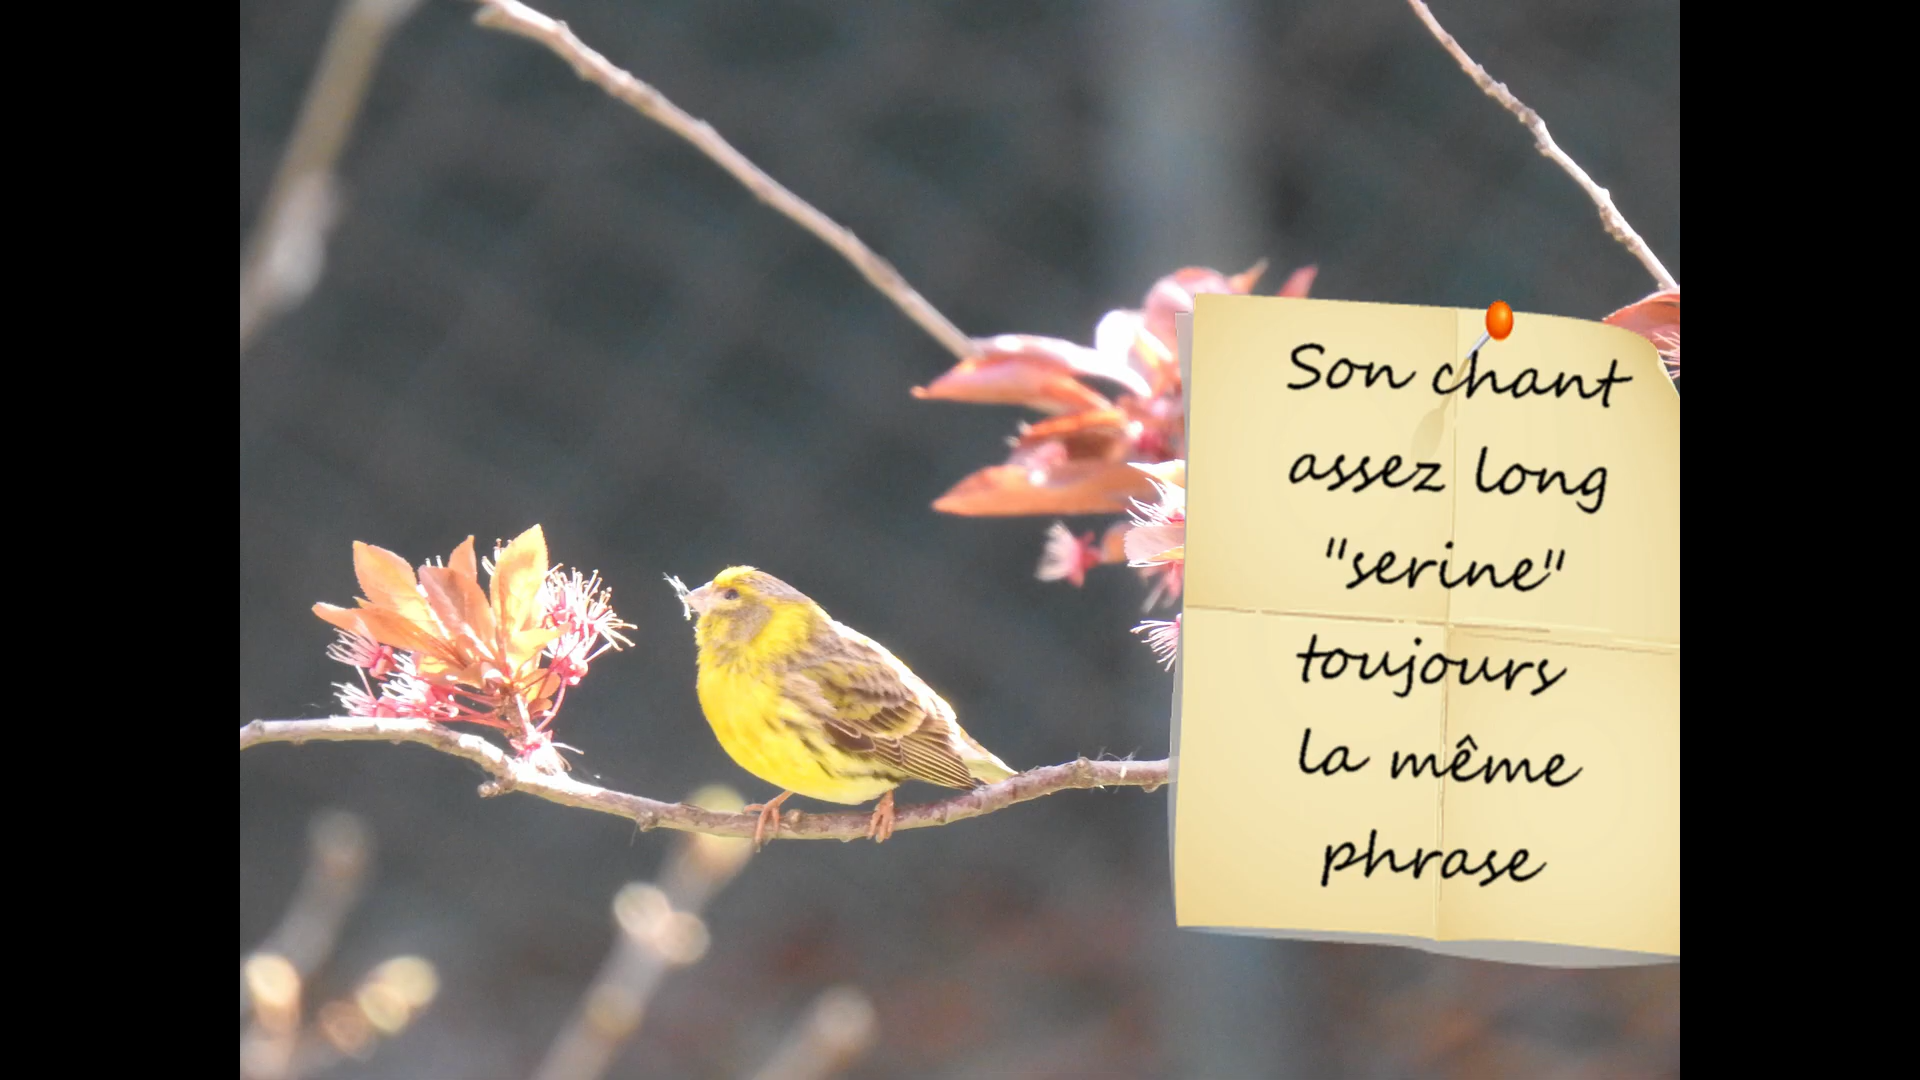 Son chant
assez long
"serine"
toujours
la même
phrase